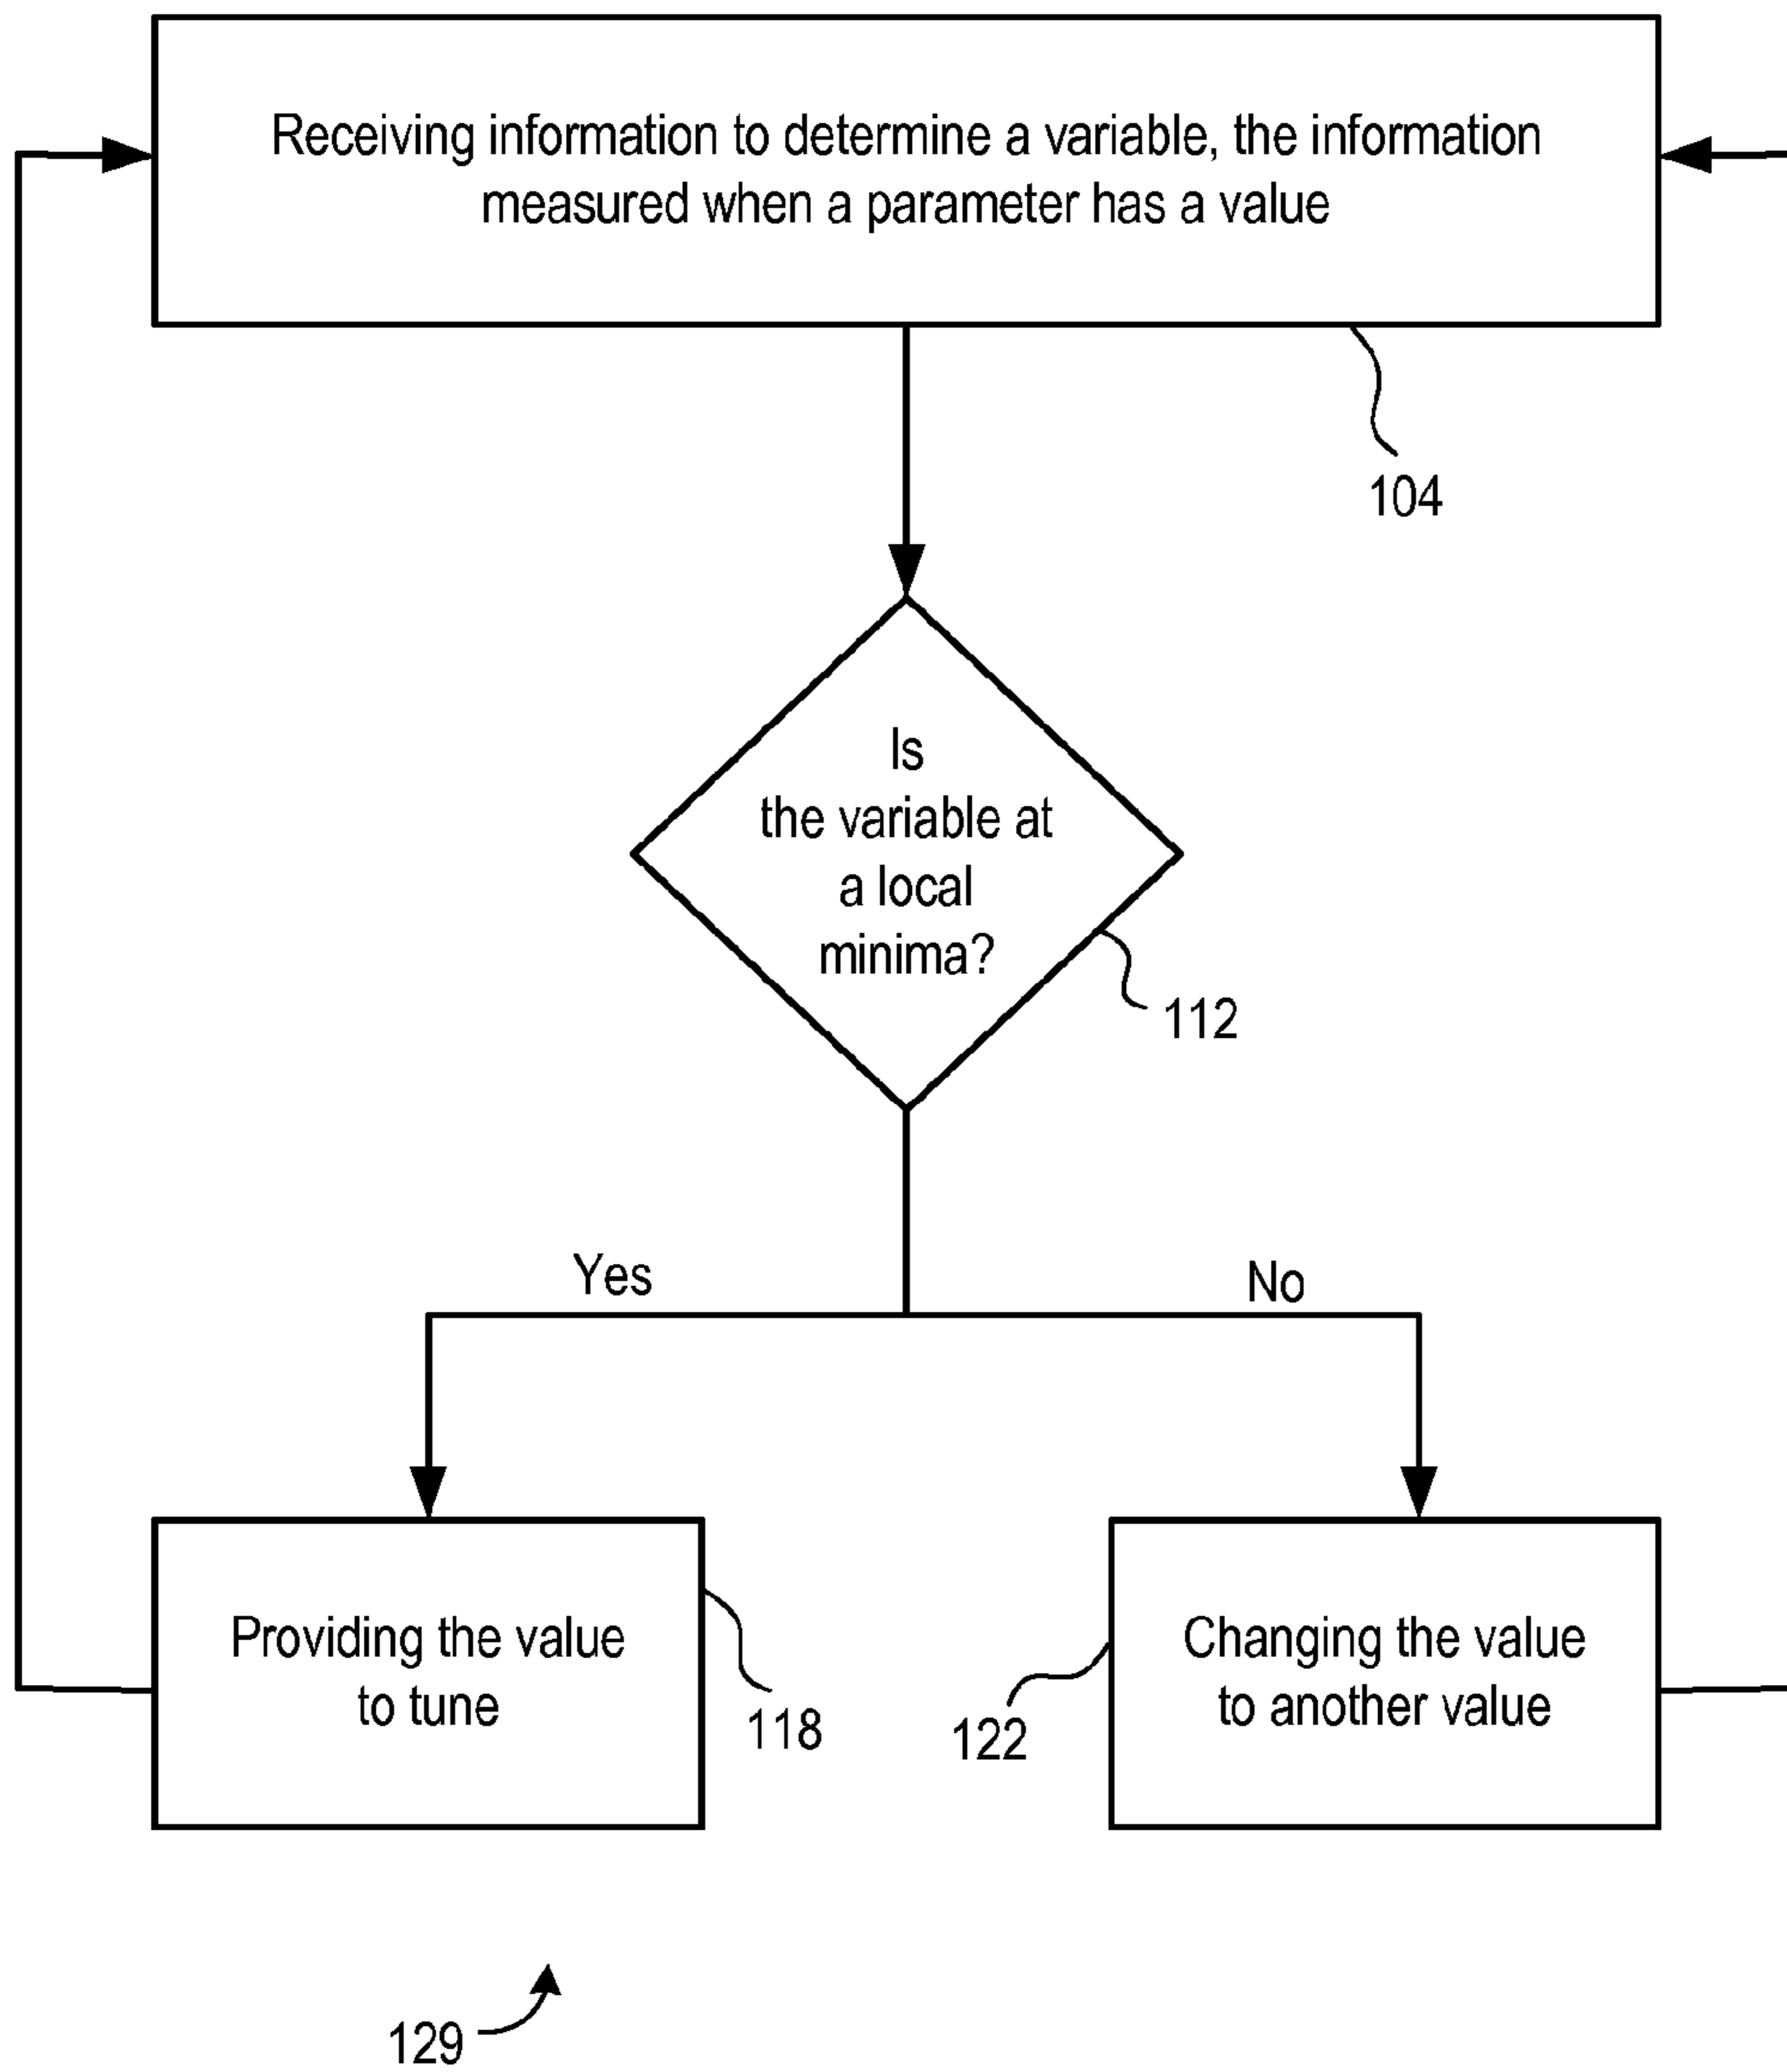 Receiving information to determine a variable, the information
measured when a parameter has a value
104
Is
the variable at
a local
minima?
112
Yes
No
Providing the value
to tune
118
122
Changing the value
to another value
129